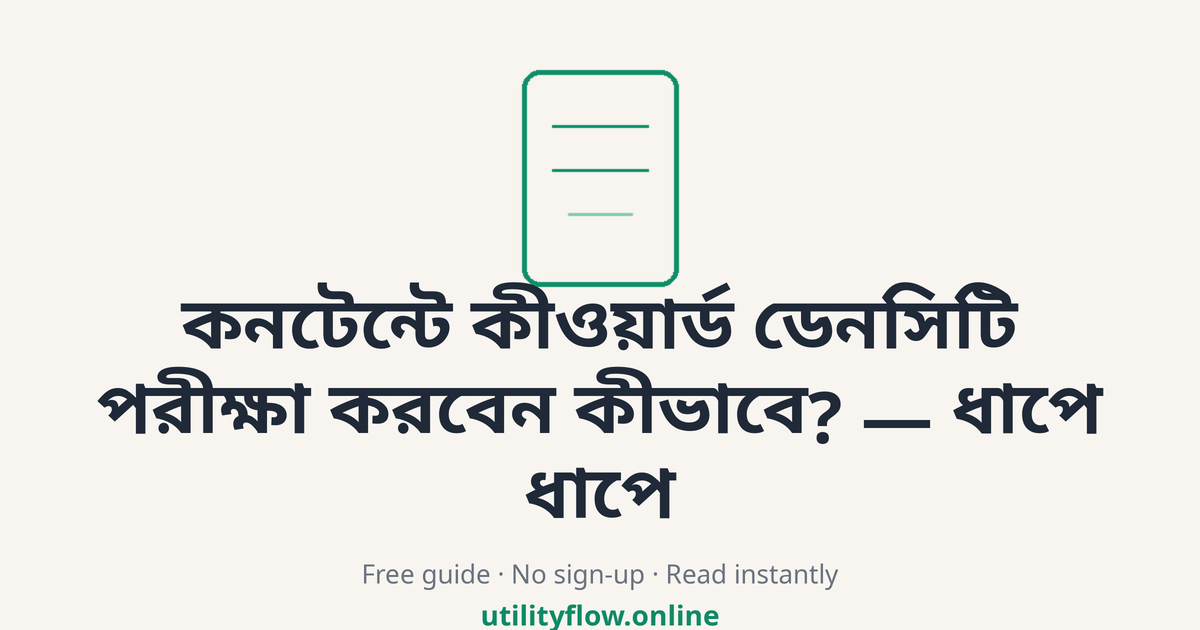 কনটেন্টে কীওয়ার্ড ডেনসিটি
পরীক্ষা করবেন কীভাবে? — ধাপে
ধাপে
Free guide · No sign-up · Read instantly
utilityflow.online